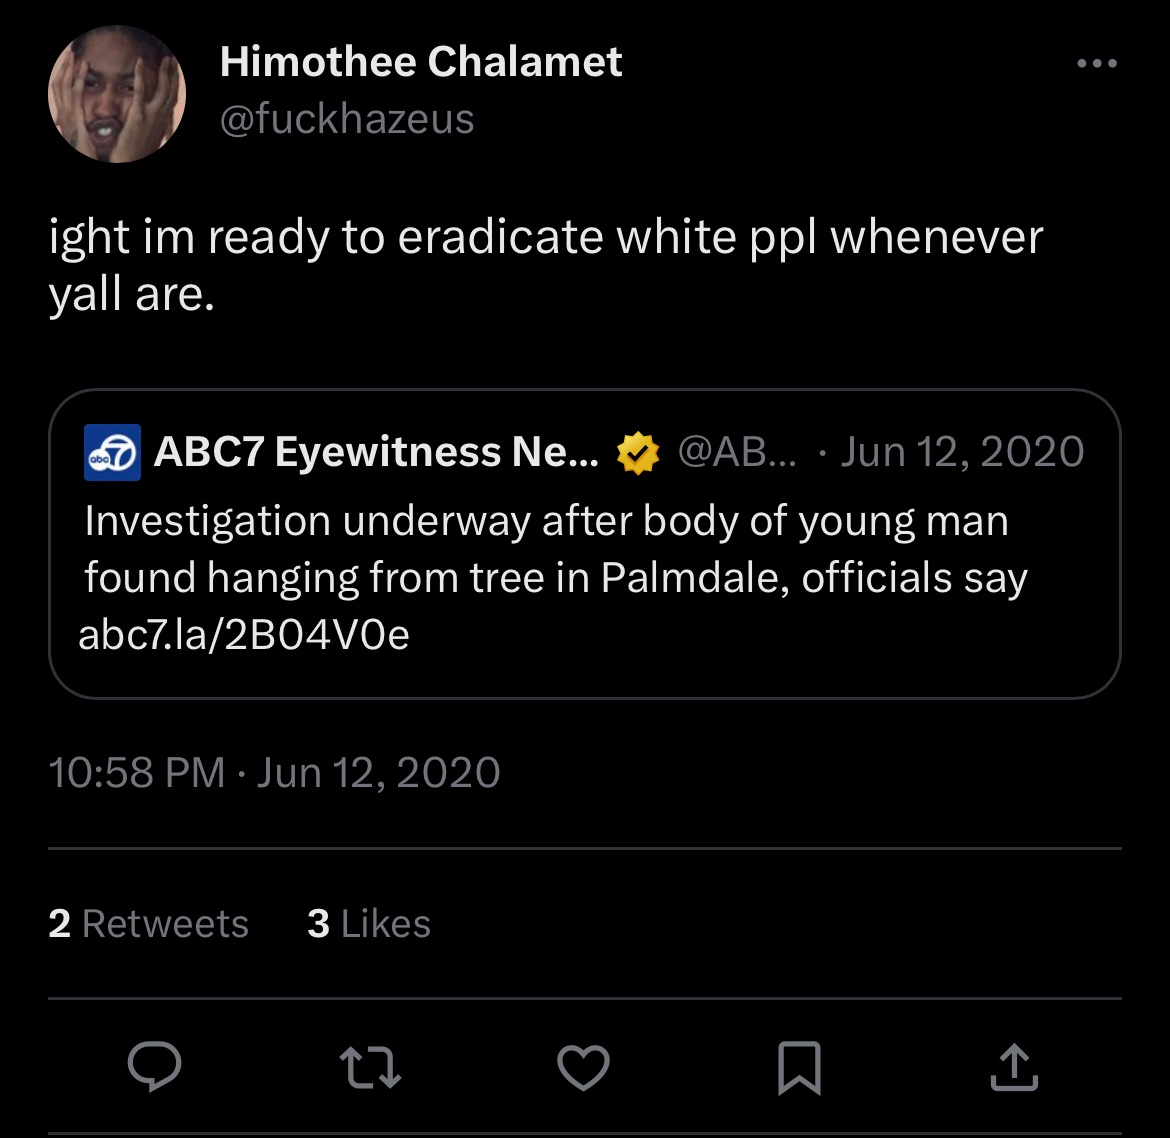 Himothee Chalamet
@fuckhazeus
ight im ready to eradicate white ppl whenever
yall are.
abc7 ABC7 Eyewitness Ne... @AB... · Jun 12, 2020
Investigation underway after body of young man
found hanging from tree in Palmdale, officials say
abc7.la/2B04V0e
10:58 PM · Jun 12, 2020
2 Retweets 3 Likes